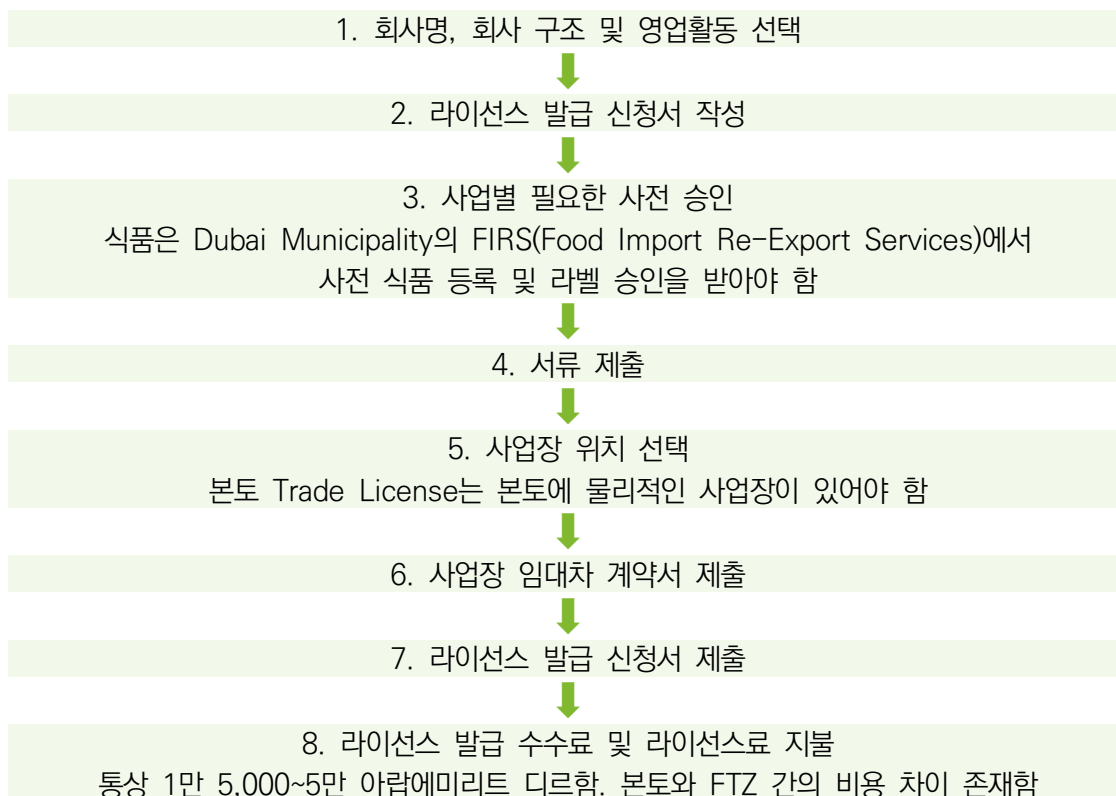 1. 회사명, 회사 구조 및 영업활동 선택
2. 라이선스 발급 신청서 작성
3. 사업별 필요한 사전 승인
식품은 Dubai Municipality의 FIRS(Food Import Re-Export Services)에서
사전 식품 등록 및 라벨 승인을 받아야 함
4. 서류 제출
5. 사업장 위치 선택
본토 Trade License는 본토에 물리적인 사업장이 있어야 함
6. 사업장 임대차 계약서 제출
7. 라이선스 발급 신청서 제출
8. 라이선스 발급 수수료 및 라이선스료 지불
통상 1만 5,000~5만 아랍에미리트 디르함. 본토와 FTZ 간의 비용 차이 존재함